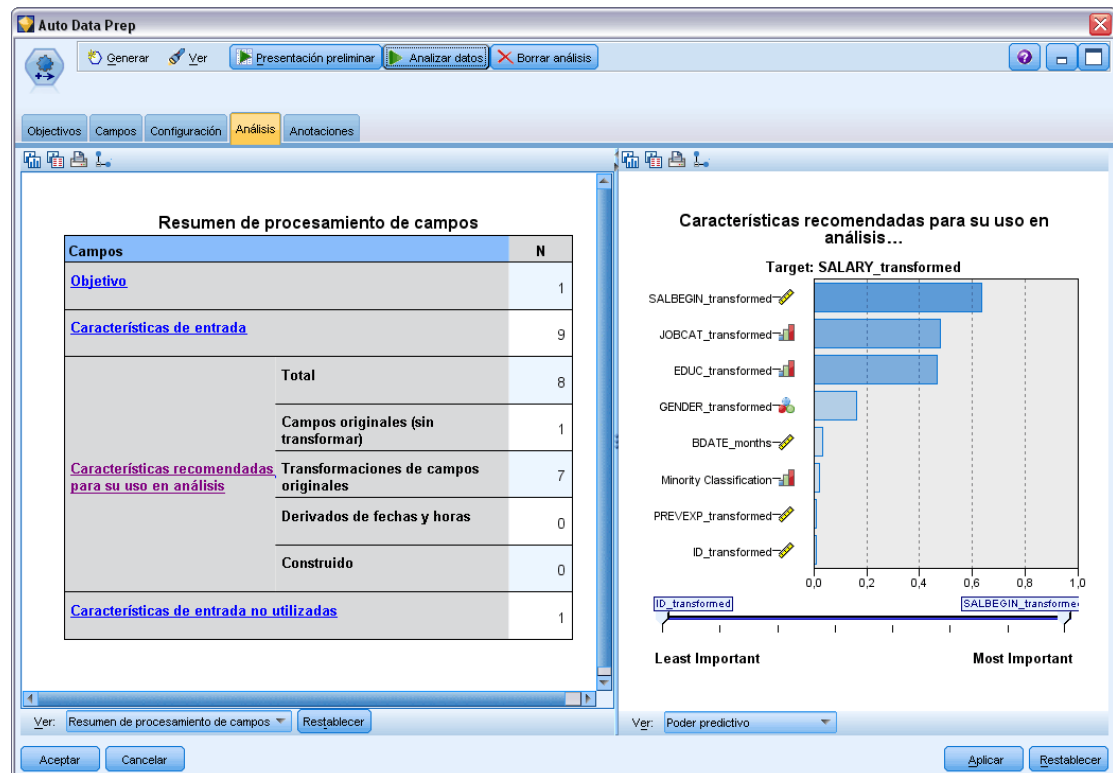 Auto Data Prep
Generar Ver Presentación preliminar Analizar datos Borrar análisis
Objectivos Campos Configuración Análisis Anotaciones
Resumen de procesamiento de campos
Campos N
Objetivo 1
Características de entrada 9
Características recomendadas para su uso en análisis
Total 8
Campos originales (sin transformar) 1
Transformaciones de campos originales 7
Derivados de fechas y horas 0
Construido 0
Características de entrada no utilizadas 1
Ver: Resumen de procesamiento de campos Restablecer
Características recomendadas para su uso en
análisis...
Target: SALARY_transformed
SALBEGIN_transformed
JOBCAT_transformed
EDUC_transformed
GENDER_transformed
BDATE_months
Minority Classification
PREVEXP_transformed
ID_transformed
0,0 0,2 0,4 0,6 0,8 1,0
ID_transformed SALBEGIN_transforme
Least Important Most Important
Ver: Poder predictivo
Aceptar Cancelar Aplicar Restablecer